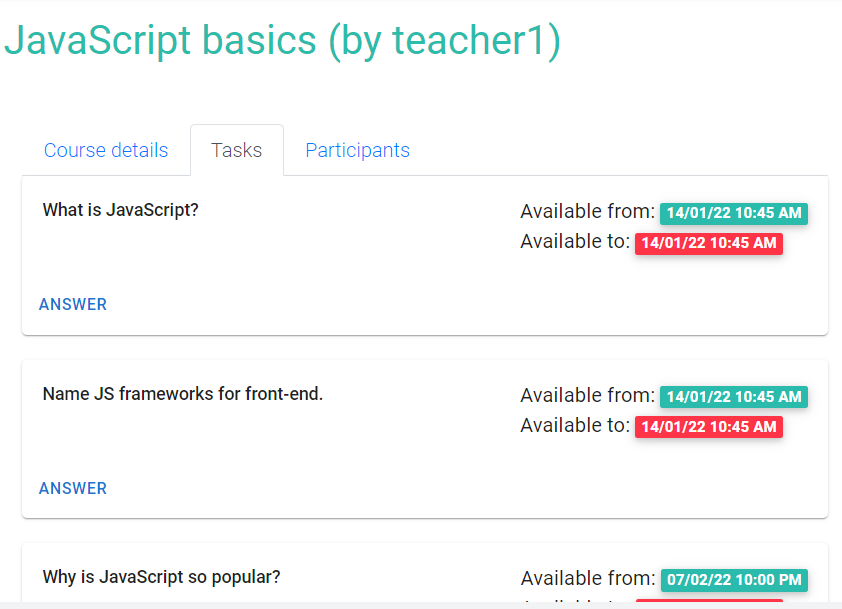 JavaScript basics (by teacher1)
Course details Tasks Participants
What is JavaScript?
Available from: 14/01/22 10:45 AM
Available to: 14/01/22 10:45 AM
ANSWER
Name JS frameworks for front-end.
Available from: 14/01/22 10:45 AM
Available to: 14/01/22 10:45 AM
ANSWER
Why is JavaScript so popular?
Available from: 07/02/22 10:00 PM